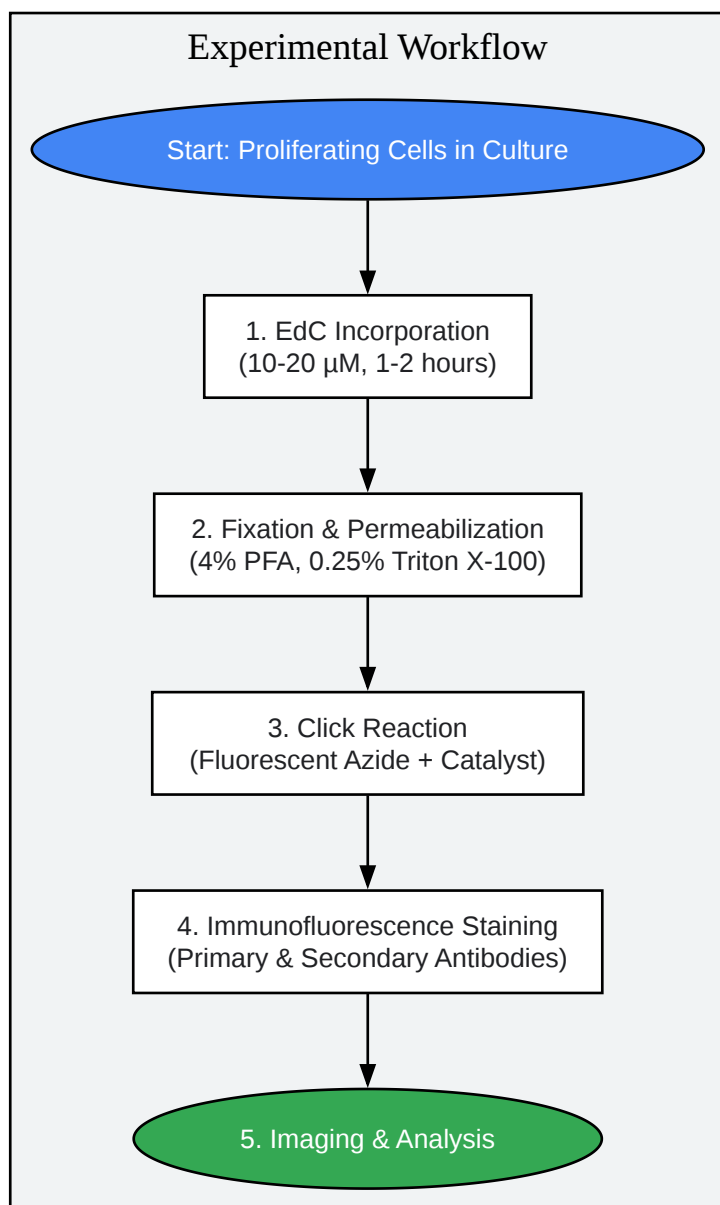 Experimental Workflow
Start: Proliferating Cells in Culture
1. EdC Incorporation
(10-20 µM, 1-2 hours)
2. Fixation & Permeabilization
(4% PFA, 0.25% Triton X-100)
3. Click Reaction
(Fluorescent Azide + Catalyst)
4. Immunofluorescence Staining
(Primary & Secondary Antibodies)
5. Imaging & Analysis